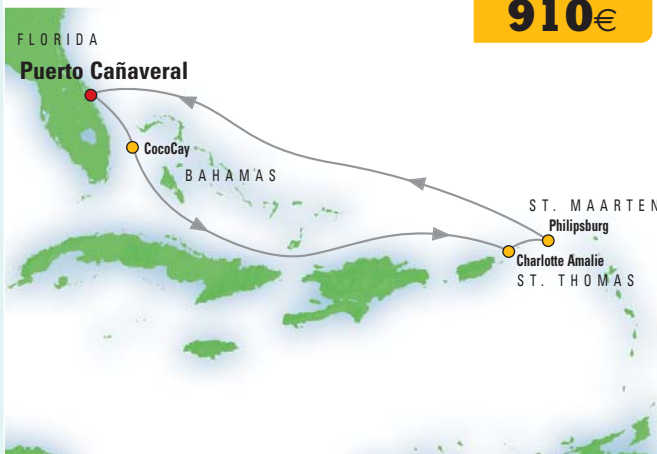 910€
FLORIDA
Puerto Cañaveral
CocoCay
BAHAMAS
ST. MAARTEN
Philipsburg
Charlotte Amalie
ST. THOMAS